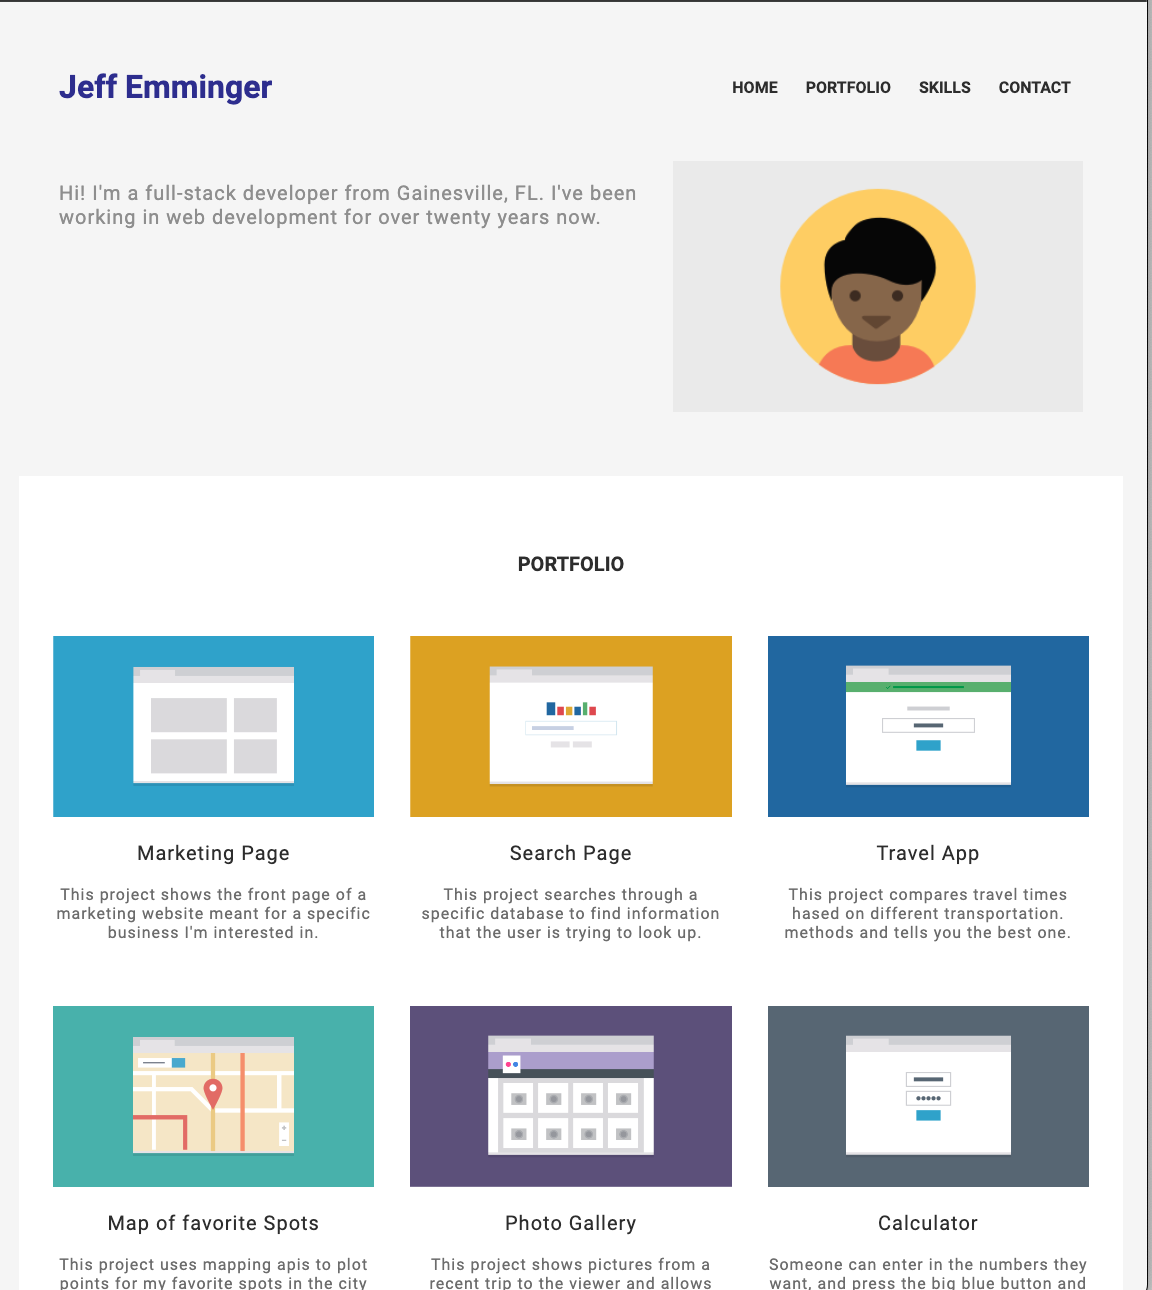 Jeff Emminger
HOME PORTFOLIO SKILLS CONTACT
Hi! I'm a full-stack developer from Gainesville, FL. I've been
working in web development for over twenty years now.
PORTFOLIO
Marketing Page
This project shows the front page of a
marketing website meant for a specific
business I'm interested in.
Search Page
This project searches through a
specific database to find information
that the user is trying to look up.
Travel App
This project compares travel times
hased on different transportation.
methods and tells you the best one.
Map of favorite Spots
This project uses mapping apis to plot
points for my favorite spots in the city
Photo Gallery
This project shows pictures from a
recent trip to the viewer and allows
Calculator
Someone can enter in the numbers they
want, and press the big blue button and